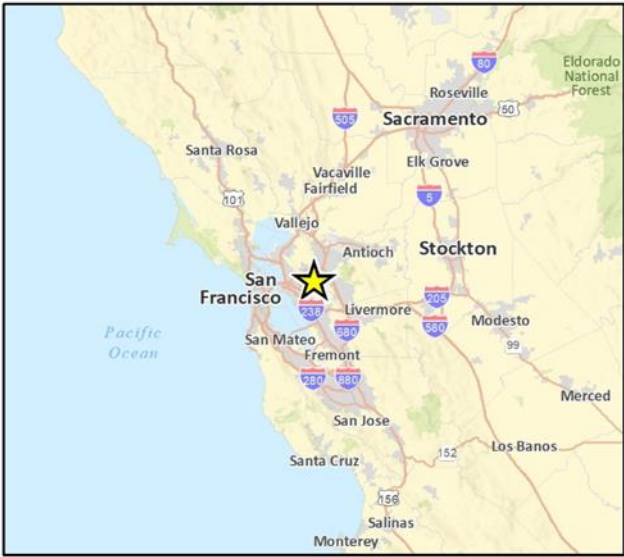 Eldorado
National
Forest
80
Roseville
50
505
Sacramento
Santa Rosa
Elk Grove
Vacaville
Fairfield
101
5
Vallejo
Antioch
Stockton
San
Francisco
238
Livermore
205
680
580
Modesto
Pacific
Ocean
San Mateo
Fremont
99
280
880
Merced
San Jose
Los Banos
152
Santa Cruz
156
Salinas
Monterey